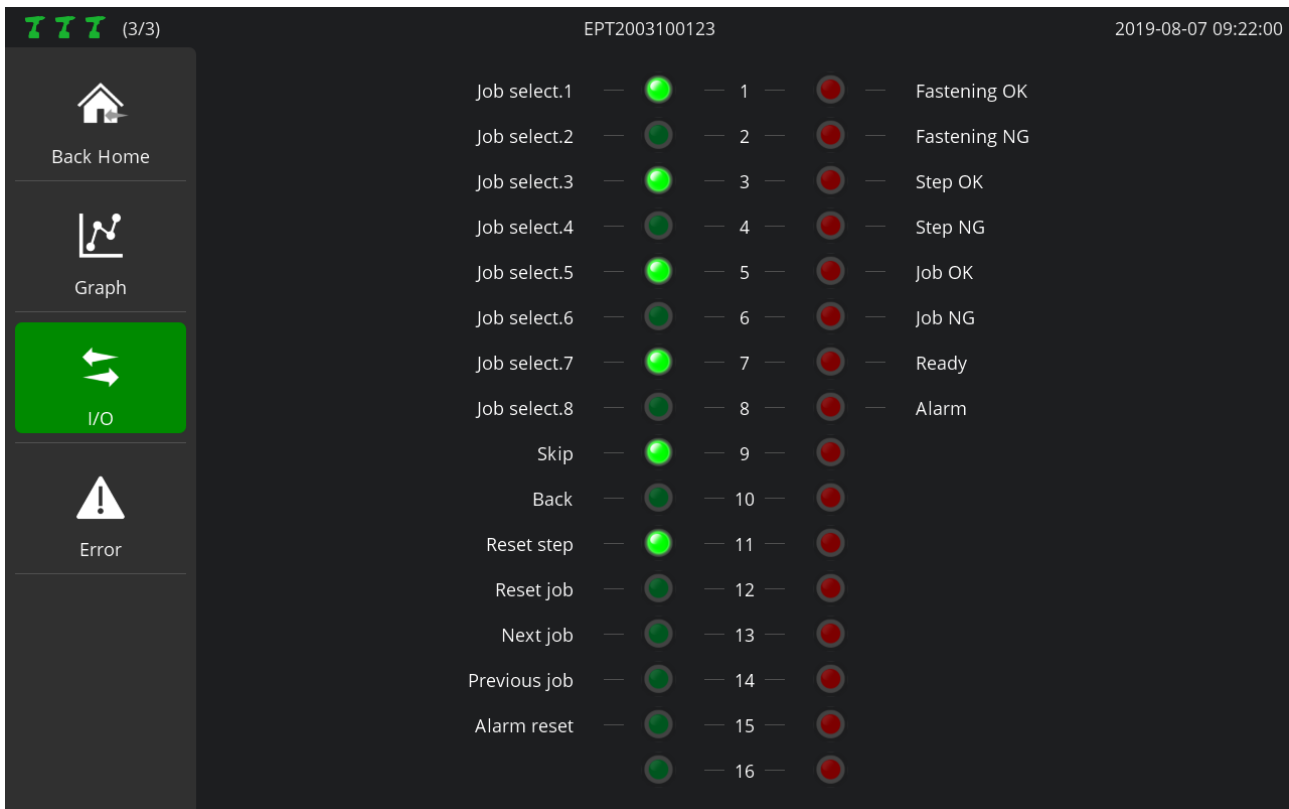 (3/3) EPT2003100123 2019-08-07 09:22:00
Back Home
Graph
I/O
Error
Job select.1 1 Fastening OK
Job select.2 2 Fastening NG
Job select.3 3 Step OK
Job select.4 4 Step NG
Job select.5 5 Job OK
Job select.6 6 Job NG
Job select.7 7 Ready
Job select.8 8 Alarm
Skip 9
Back 10
Reset step 11
Reset job 12
Next job 13
Previous job 14
Alarm reset 15
16